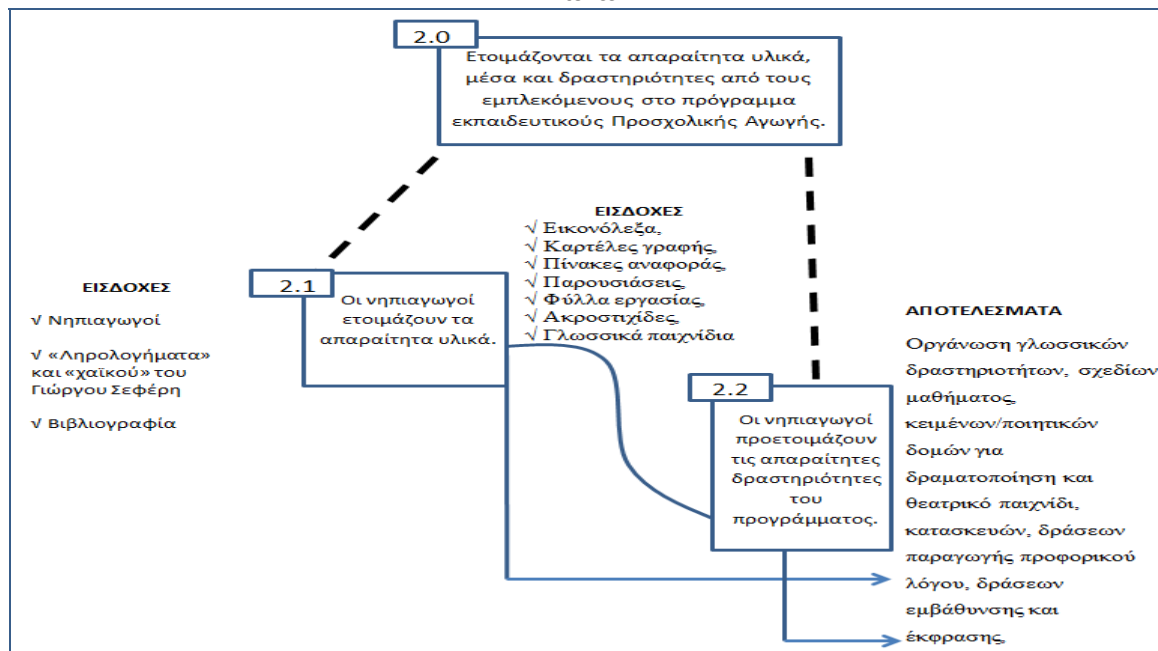 2.0
Ετοιμάζονται τα απαραίτητα υλικά,
μέσα και δραστηριότητες από τους
εμπλεκόμενους στο πρόγραμμα
εκπαιδευτικούς Προσχολικής Αγωγής.
ΕΙΣΔΟΧΕΣ
√ Νηπιαγωγοί
√ «Ληρολογήματα»
και «χαϊκού» του
Γιώργου Σεφέρη
√ Βιβλιογραφία
2.1
Οι νηπιαγωγοί
ετοιμάζουν τα
απαραίτητα υλικά.
ΕΙΣΔΟΧΕΣ
√ Εικονόλεξα,
√ Καρτέλες γραφής,
√ Πίνακες αναφοράς,
√ Παρουσιάσεις,
√ Φύλλα εργασίας,
√ Ακροστιχίδες,
√ Γλωσσικά παιχνίδια
2.2
Οι νηπιαγωγοί
προετοιμάζουν
τις απαραίτητες
δραστηριότητες
του
προγράμματος.
ΑΠΟΤΕΛΕΣΜΑΤΑ
Οργάνωση γλωσσικών
δραστηριοτήτων, σχεδίων
μαθήματος,
κειμένων/ποιητικών
δομών για
δραματοποίηση και
θεατρικό παιχνίδι,
κατασκευών, δράσεων
παραγωγής προφορικού
λόγου, δράσεων
εμβάθυνσης και
έκφρασης,